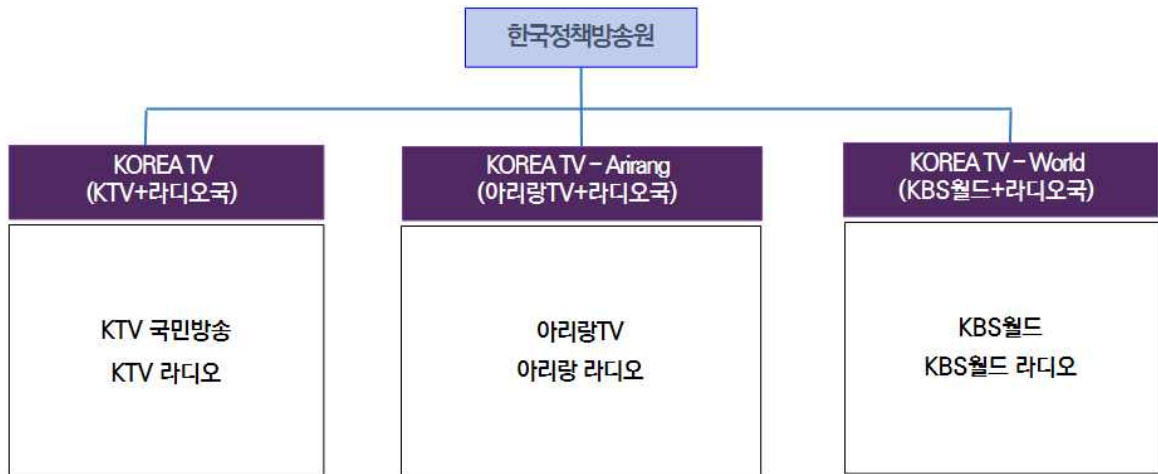 한국정책방송원
KOREA TV
(KTV+라디오국)
KOREA TV – Arirang
(아리랑TV+라디오국)
KOREA TV – World
(KBS월드+라디오국)
KTV 국민방송
KTV 라디오
아리랑TV
아리랑 라디오
KBS월드
KBS월드 라디오